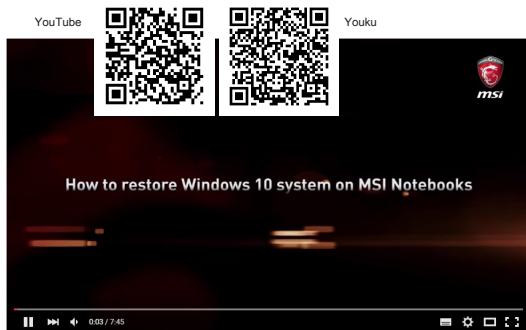 YouTube
Youku
msi
How to restore Windows 10 system on MSI Notebooks
0:03 / 7:45